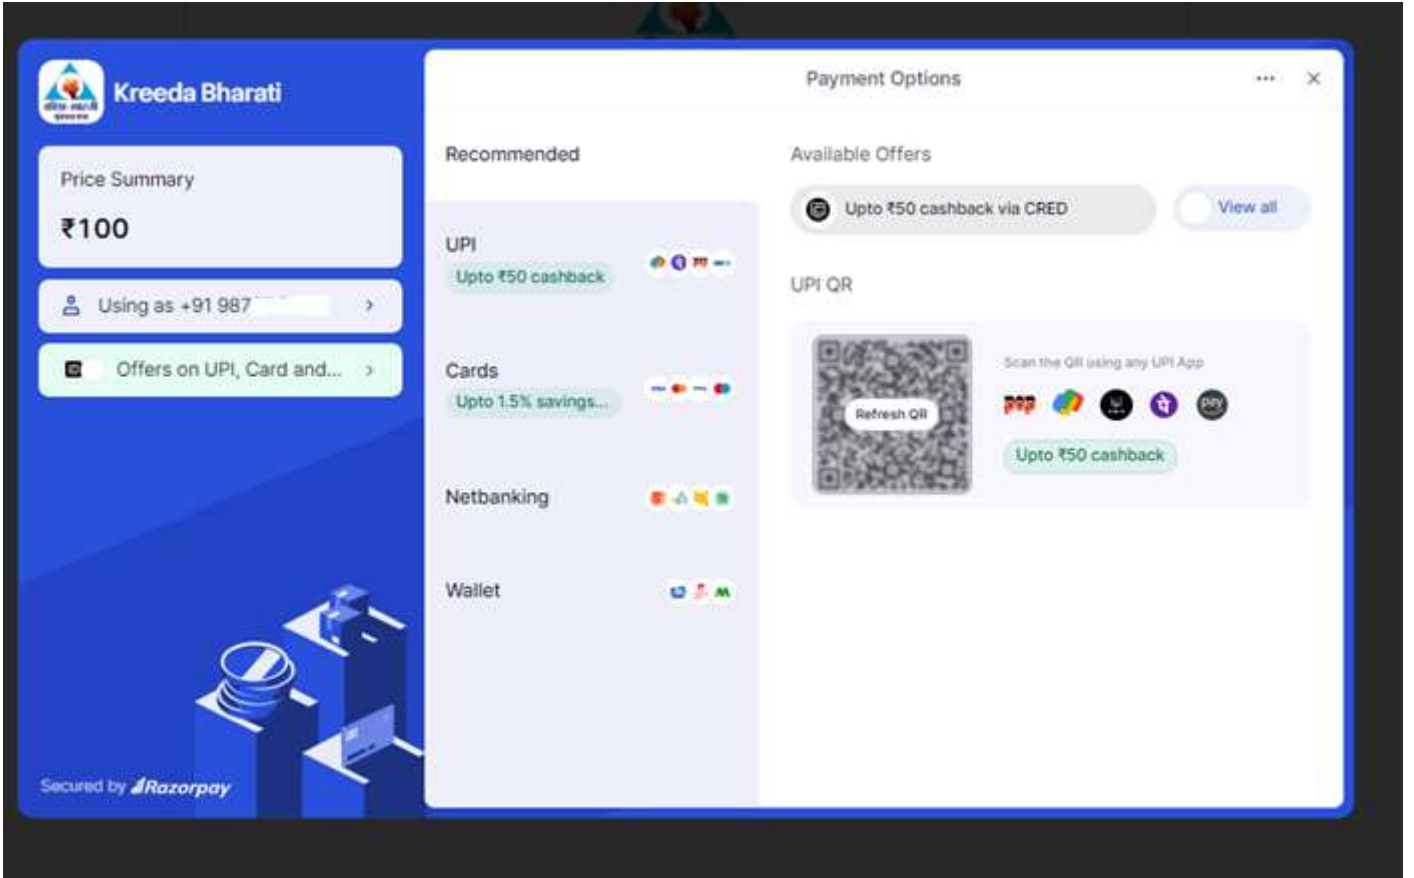 Kreeda Bharati
Price Summary
₹100
Using as +91 987
Offers on UPI, Card and...
Secured by Razorpay
Payment Options
Recommended
UPI
Upto ₹50 cashback
Cards
Upto 1.5% savings...
Netbanking
Wallet
Available Offers
Upto ₹50 cashback via CRED
View all
UPI QR
Refresh QR
Scan the QR using any UPI App
pop
पे
pay
Upto ₹50 cashback